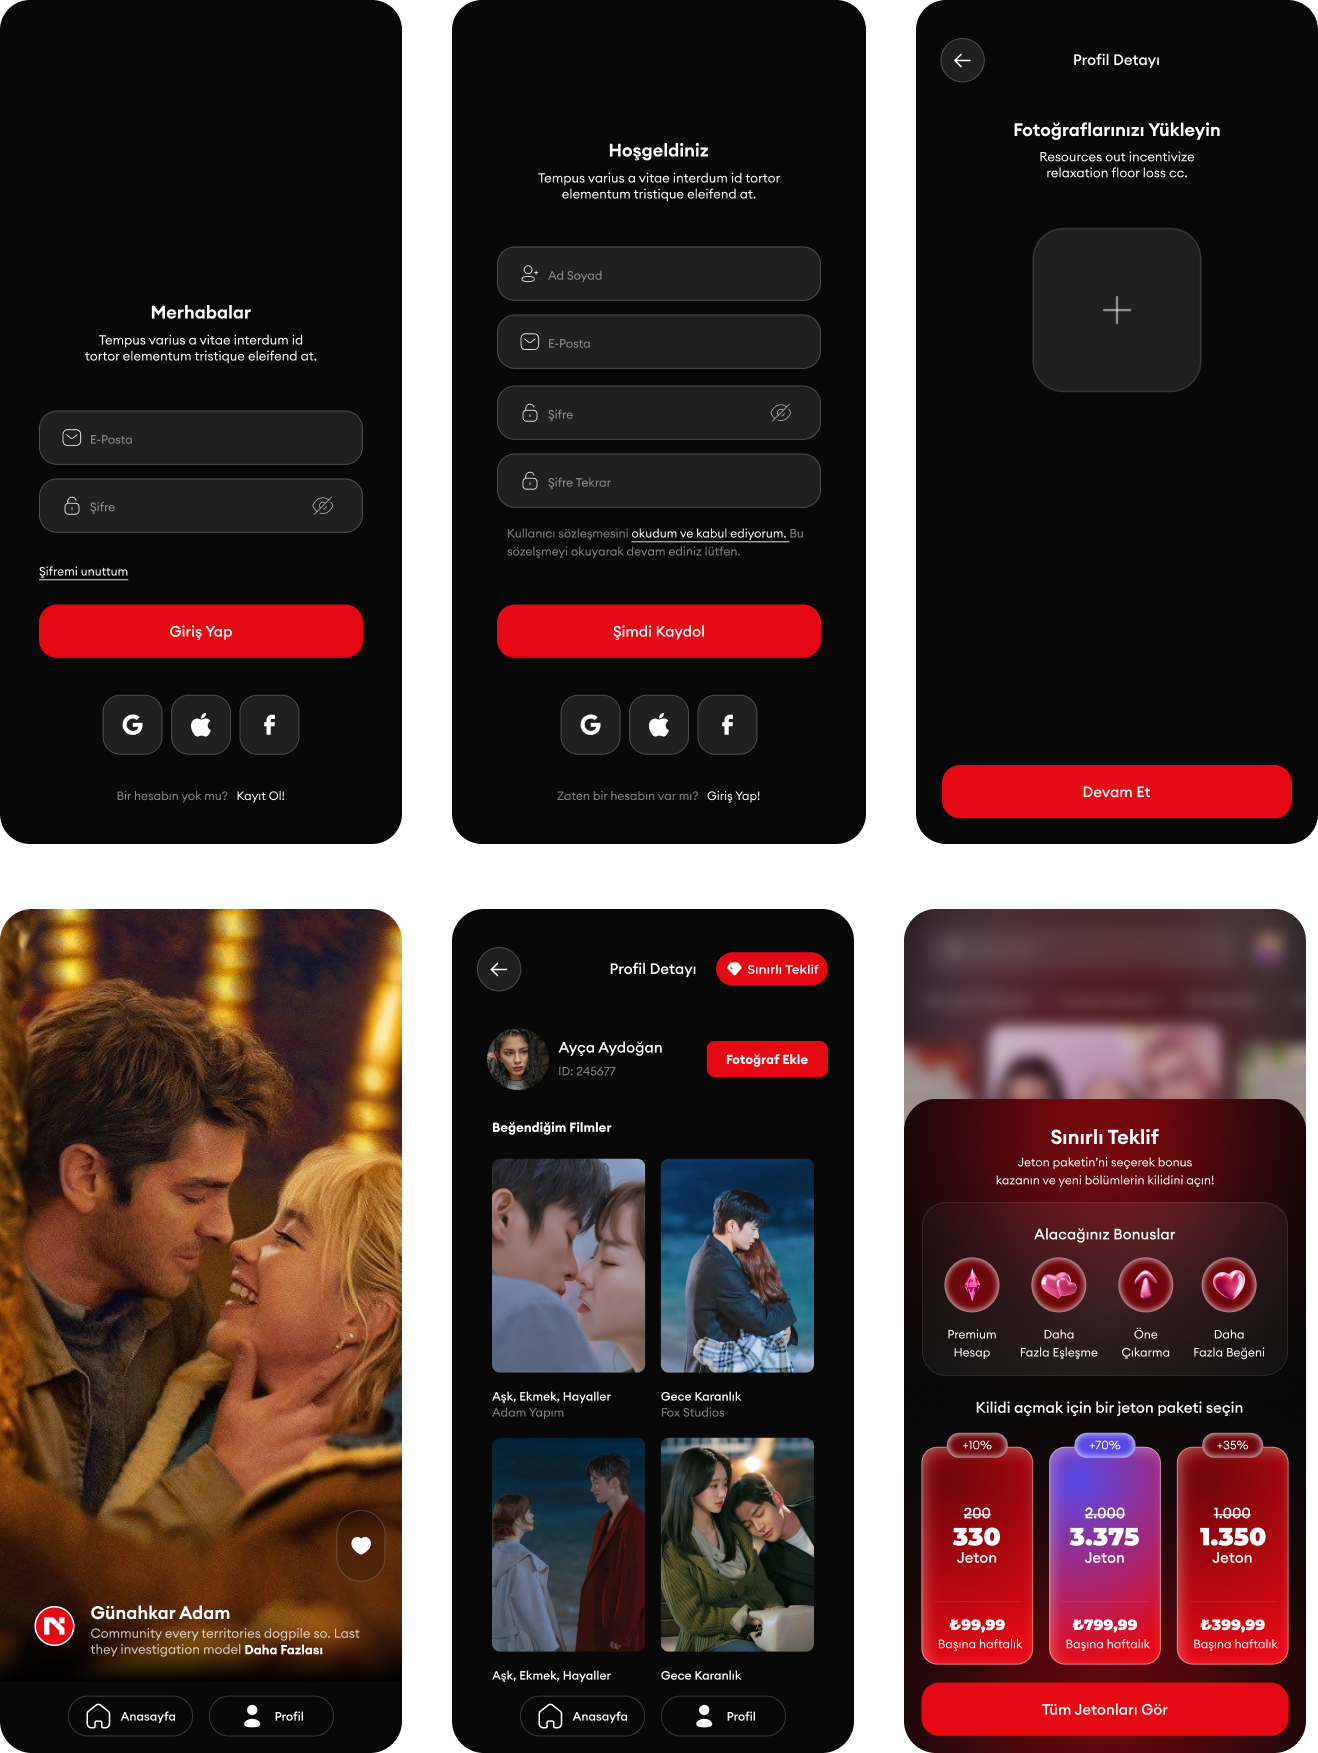 Merhabalar
Tempus varius a vitae interdum id
tortor elementum tristique eleifend at.
E-Posta
Şifre
Şifremi unuttum
Giriş Yap
G
f
Bir hesabın yok mu? Kayıt Ol!
Hoşgeldiniz
Tempus varius a vitae interdum id tortor
elementum tristique eleifend at.
Ad Soyad
E-Posta
Şifre
Şifre Tekrar
Kullanıcı sözleşmesini okudum ve kabul ediyorum. Bu
sözelşmeyi okuyarak devam ediniz lütfen.
Şimdi Kaydol
G
f
Zaten bir hesabın var mı? Giriş Yap!
Profil Detayı
Fotoğraflarınızı Yükleyin
Resources out incentivize
relaxation floor loss cc.
Devam Et
N
Günahkar Adam
Community every territories dogpile so. Last
they investigation model Daha Fazlası
Anasayfa
Profil
Profil Detayı
Sınırlı Teklif
Ayça Aydoğan
ID: 245677
Fotoğraf Ekle
Beğendiğim Filmler
Aşk, Ekmek, Hayaller
Adam Yapım
Gece Karanlık
Fox Studios
Aşk, Ekmek, Hayaller
Gece Karanlık
Anasayfa
Profil
Sınırlı Teklif
Jeton paketin’ni seçerek bonus
kazanın ve yeni bölümlerin kilidini açın!
Alacağınız Bonuslar
Premium
Hesap
Daha
Fazla Eşleşme
Öne
Çıkarma
Daha
Fazla Beğeni
Kilidi açmak için bir jeton paketi seçin
+10%
200
330
Jeton
₺99,99
Başına haftalık
+70%
2.000
3.375
Jeton
₺799,99
Başına haftalık
+35%
1.000
1.350
Jeton
₺399,99
Başına haftalık
Tüm Jetonları Gör